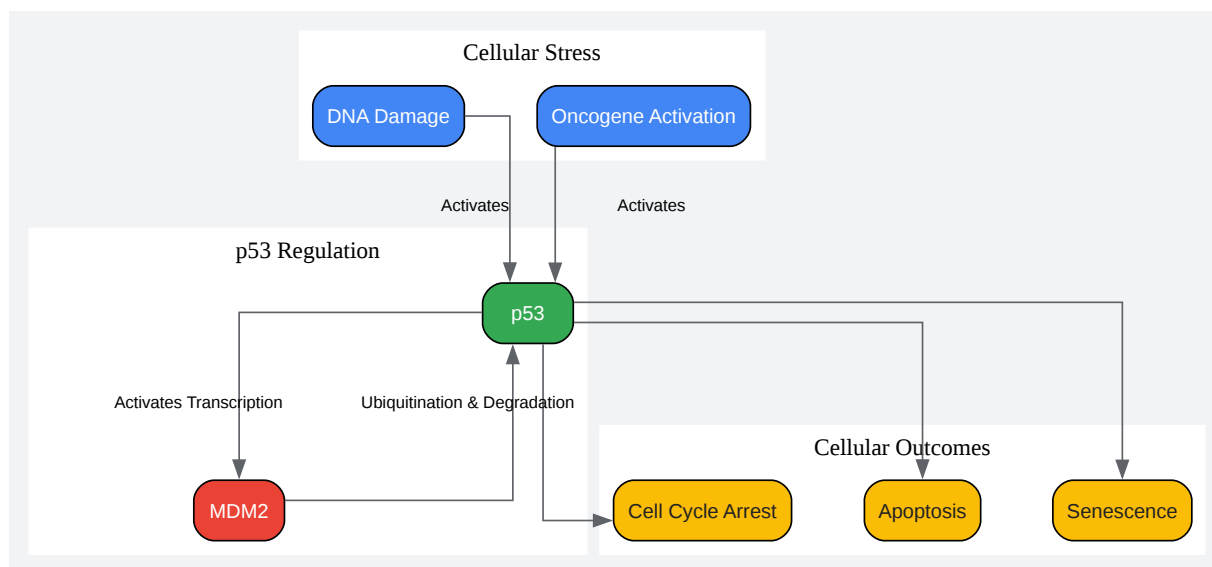 Cellular Stress
DNA Damage
Oncogene Activation
Activates
Activates
p53 Regulation
p53
Activates Transcription
Ubiquitination & Degradation
Cellular Outcomes
MDM2
Cell Cycle Arrest
Apoptosis
Senescence